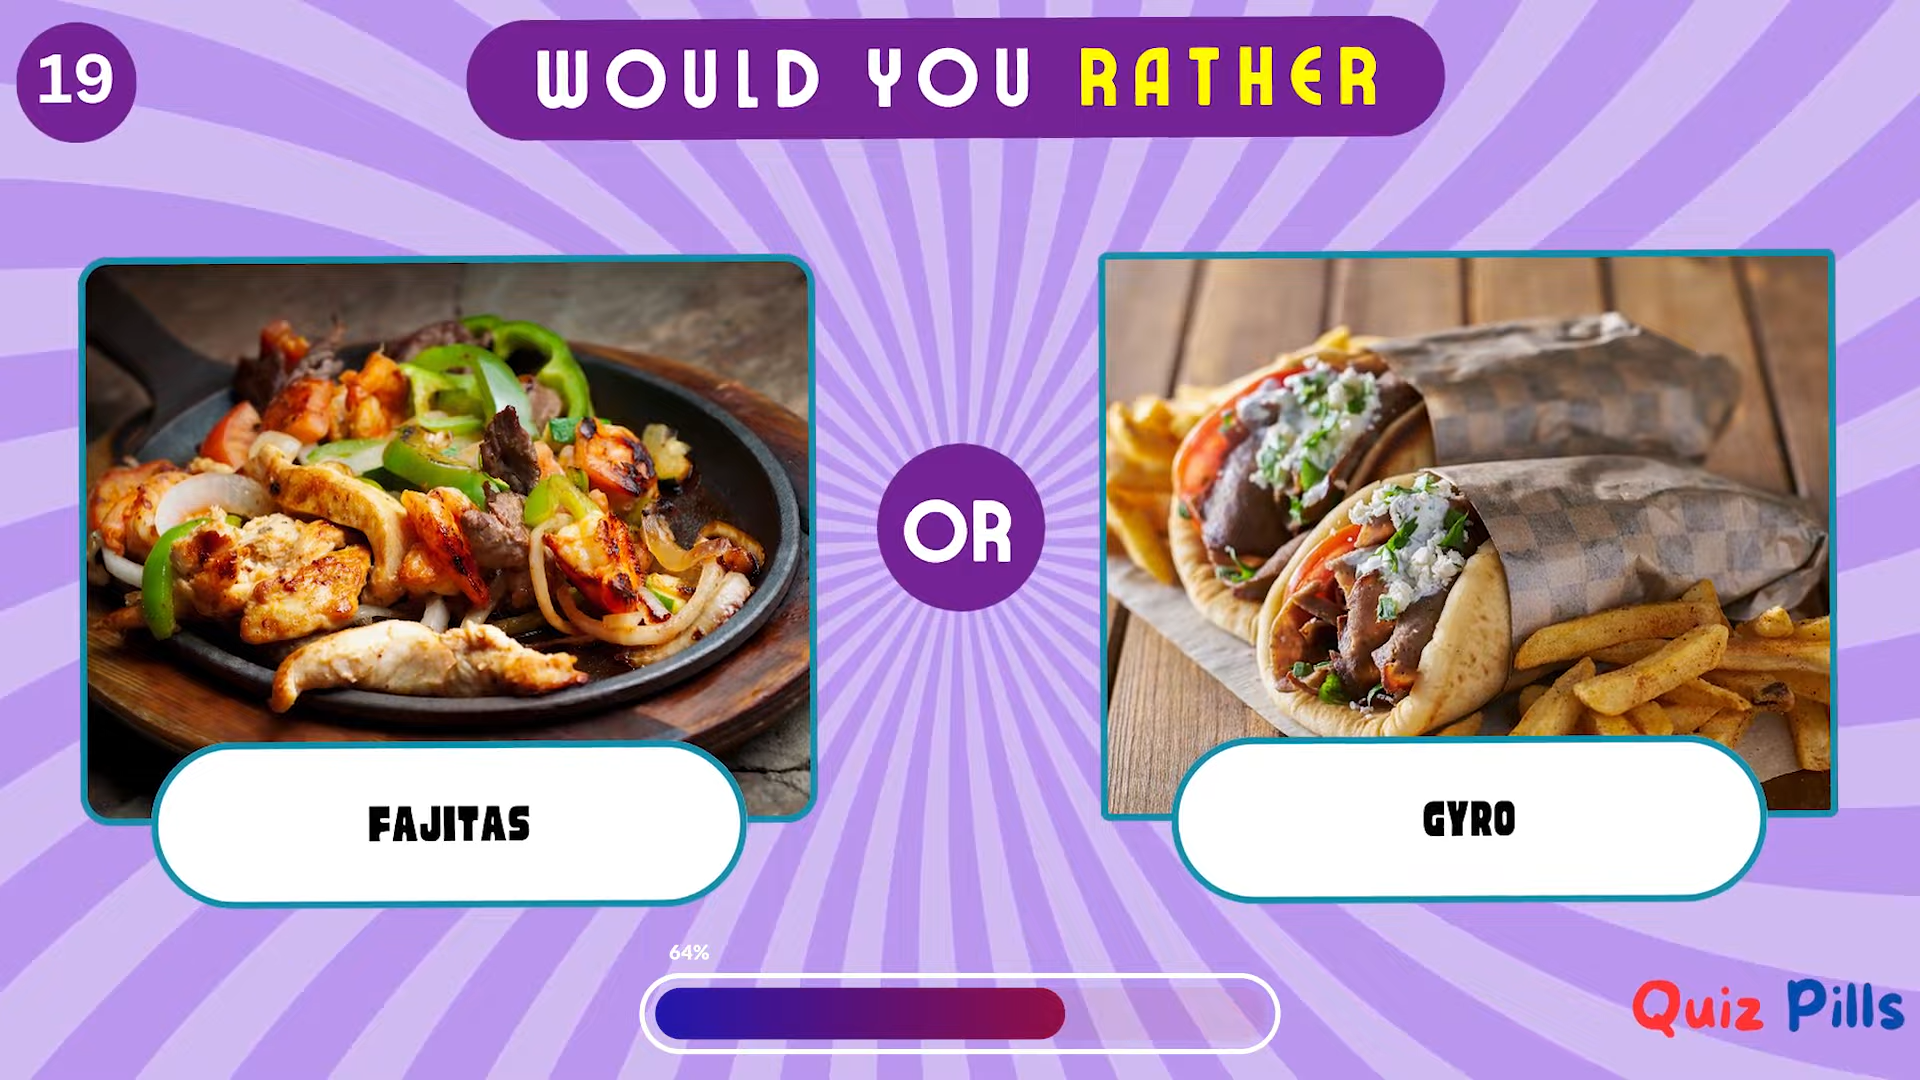 19
WOULD YOU RATHER
OR
FAJITAS
GYRO
64%
Quiz Pills